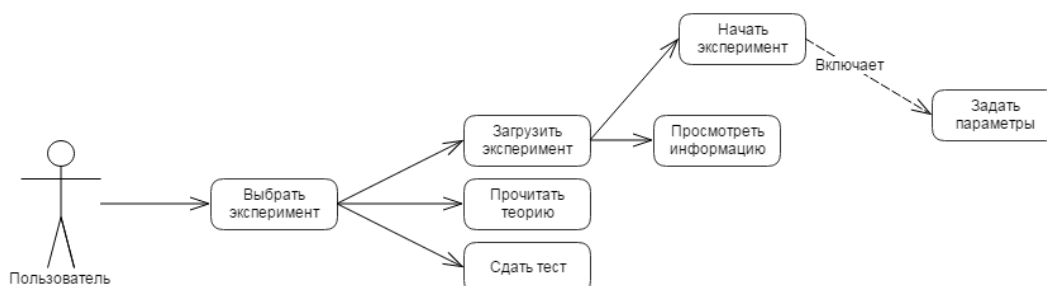 Начать
эксперимент
Включает
Задать
параметры
Загрузить
эксперимент
Просмотреть
информацию
Выбрать
эксперимент
Прочитать
теорию
Сдать тест
Пользователь